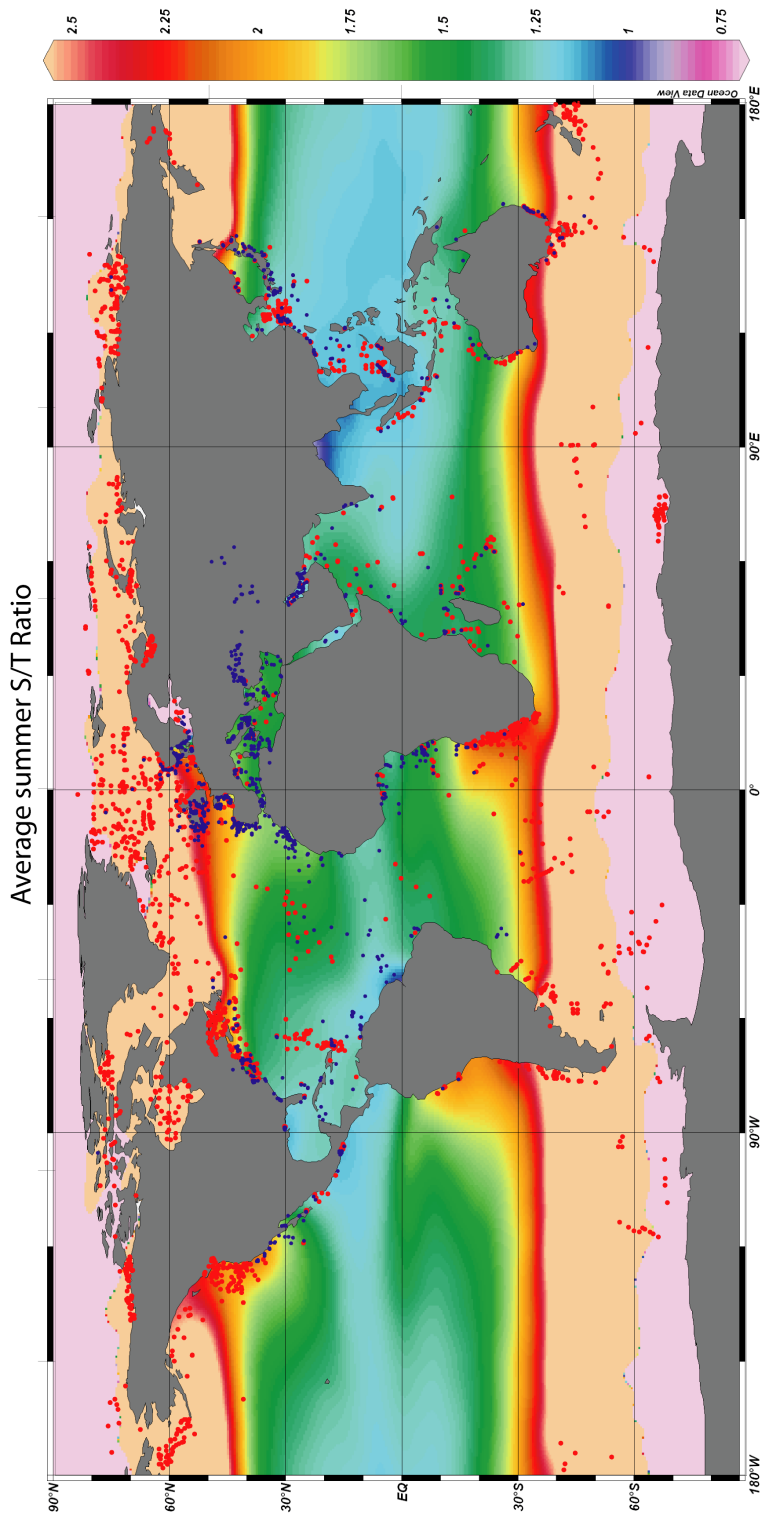 Average summer S/T Ratio
2.5
2.25
2
1.75
1.5
1.25
1
0.75
Ocean Data View
90°N
60°N
30°N
EQ
30°S
60°S
180°W
90°W
0°
90°E
180°E